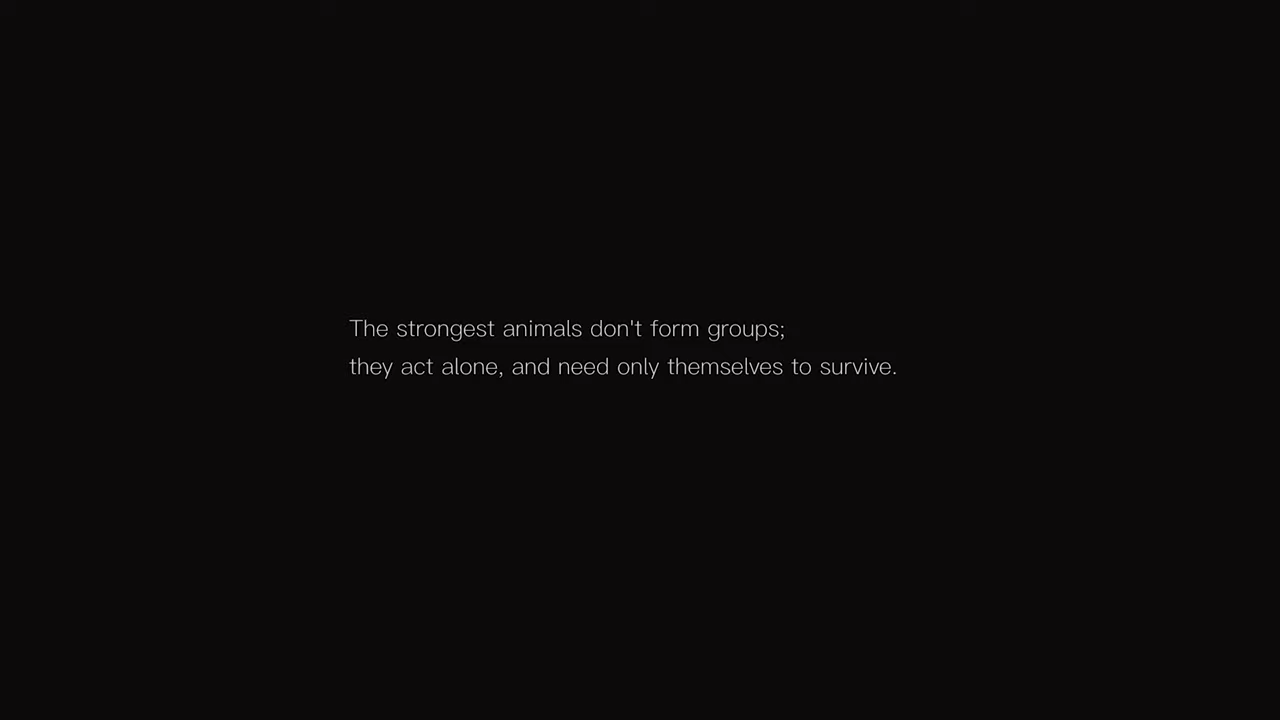 The strongest animals don't form groups;
they act alone, and need only themselves to survive.